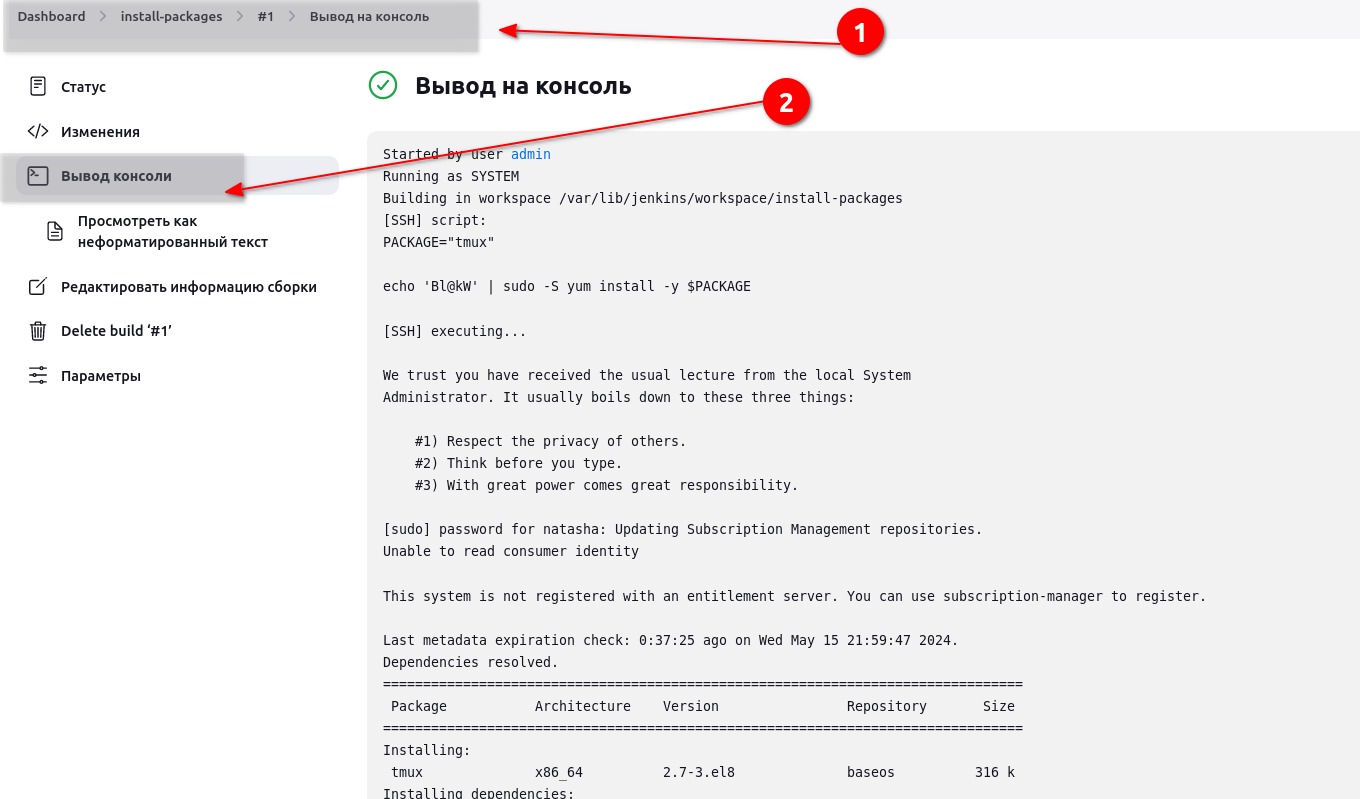 Dashboard > install-packages > #1 > Вывод на консоль
1
Статус
Вывод на консоль
2
Изменения
Вывод консоли
Просмотреть как
неформатированный текст
Редактировать информацию сборки
Delete build ‘#1’
Параметры
Started by user admin
Running as SYSTEM
Building in workspace /var/lib/jenkins/workspace/install-packages
[SSH] script:
PACKAGE="tmux"
echo 'Bl@kW' | sudo -S yum install -y $PACKAGE
[SSH] executing...
We trust you have received the usual lecture from the local System
Administrator. It usually boils down to these three things:
#1) Respect the privacy of others.
#2) Think before you type.
#3) With great power comes great responsibility.
[sudo] password for natasha: Updating Subscription Management repositories.
Unable to read consumer identity
This system is not registered with an entitlement server. You can use subscription-manager to register.
Last metadata expiration check: 0:37:25 ago on Wed May 15 21:59:47 2024.
Dependencies resolved.
================================================================================
Package Architecture Version Repository Size
================================================================================
Installing:
tmux x86_64 2.7-3.el8 baseos 316 k
Installing dependencies: